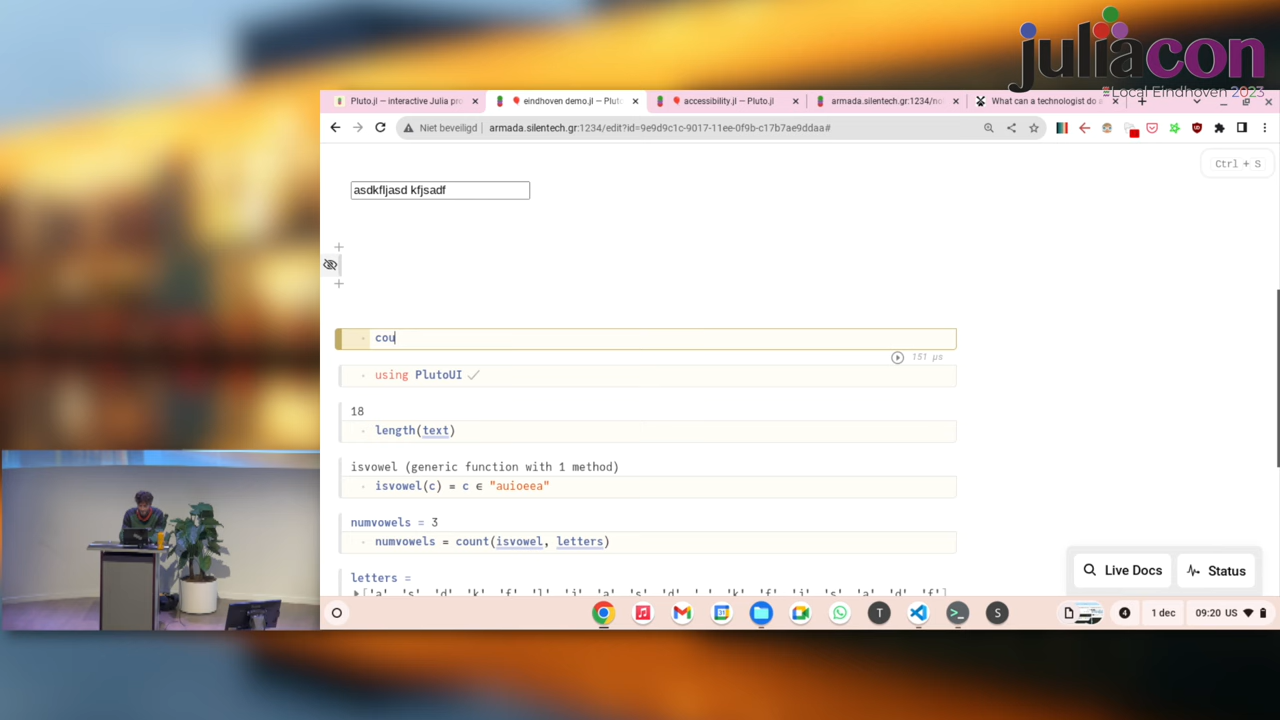 juliacon
Local Eindhoven 2023
Pluto.jl — interactive Julia pro
eindhoven demo.jl — Pluto
accessibility.jl — Pluto.jl
armada.silentech.gr:1234/no
What can a technologist do a
Niet beveiligd
armada.silentech.gr:1234/edit?id=9e9d9c1c-9017-11ee-0f9b-c17b7ae9ddaa#
Ctrl + S
asdkfljasd kfjsadf
cou
151 µs
using PlutoUI
18
length(text)
isvowel (generic function with 1 method)
isvowel(c) = c ∈ "auioeea"
numvowels = 3
numvowels = count(isvowel, letters)
letters =
['a', 's', 'd', 'k', 'f', 'l', 'j', 'a', 's', 'd', ' ', 'k', 'f', 'j', 's', 'a', 'd', 'f']
Live Docs
Status
T
S
4
1 dec
09:20 US